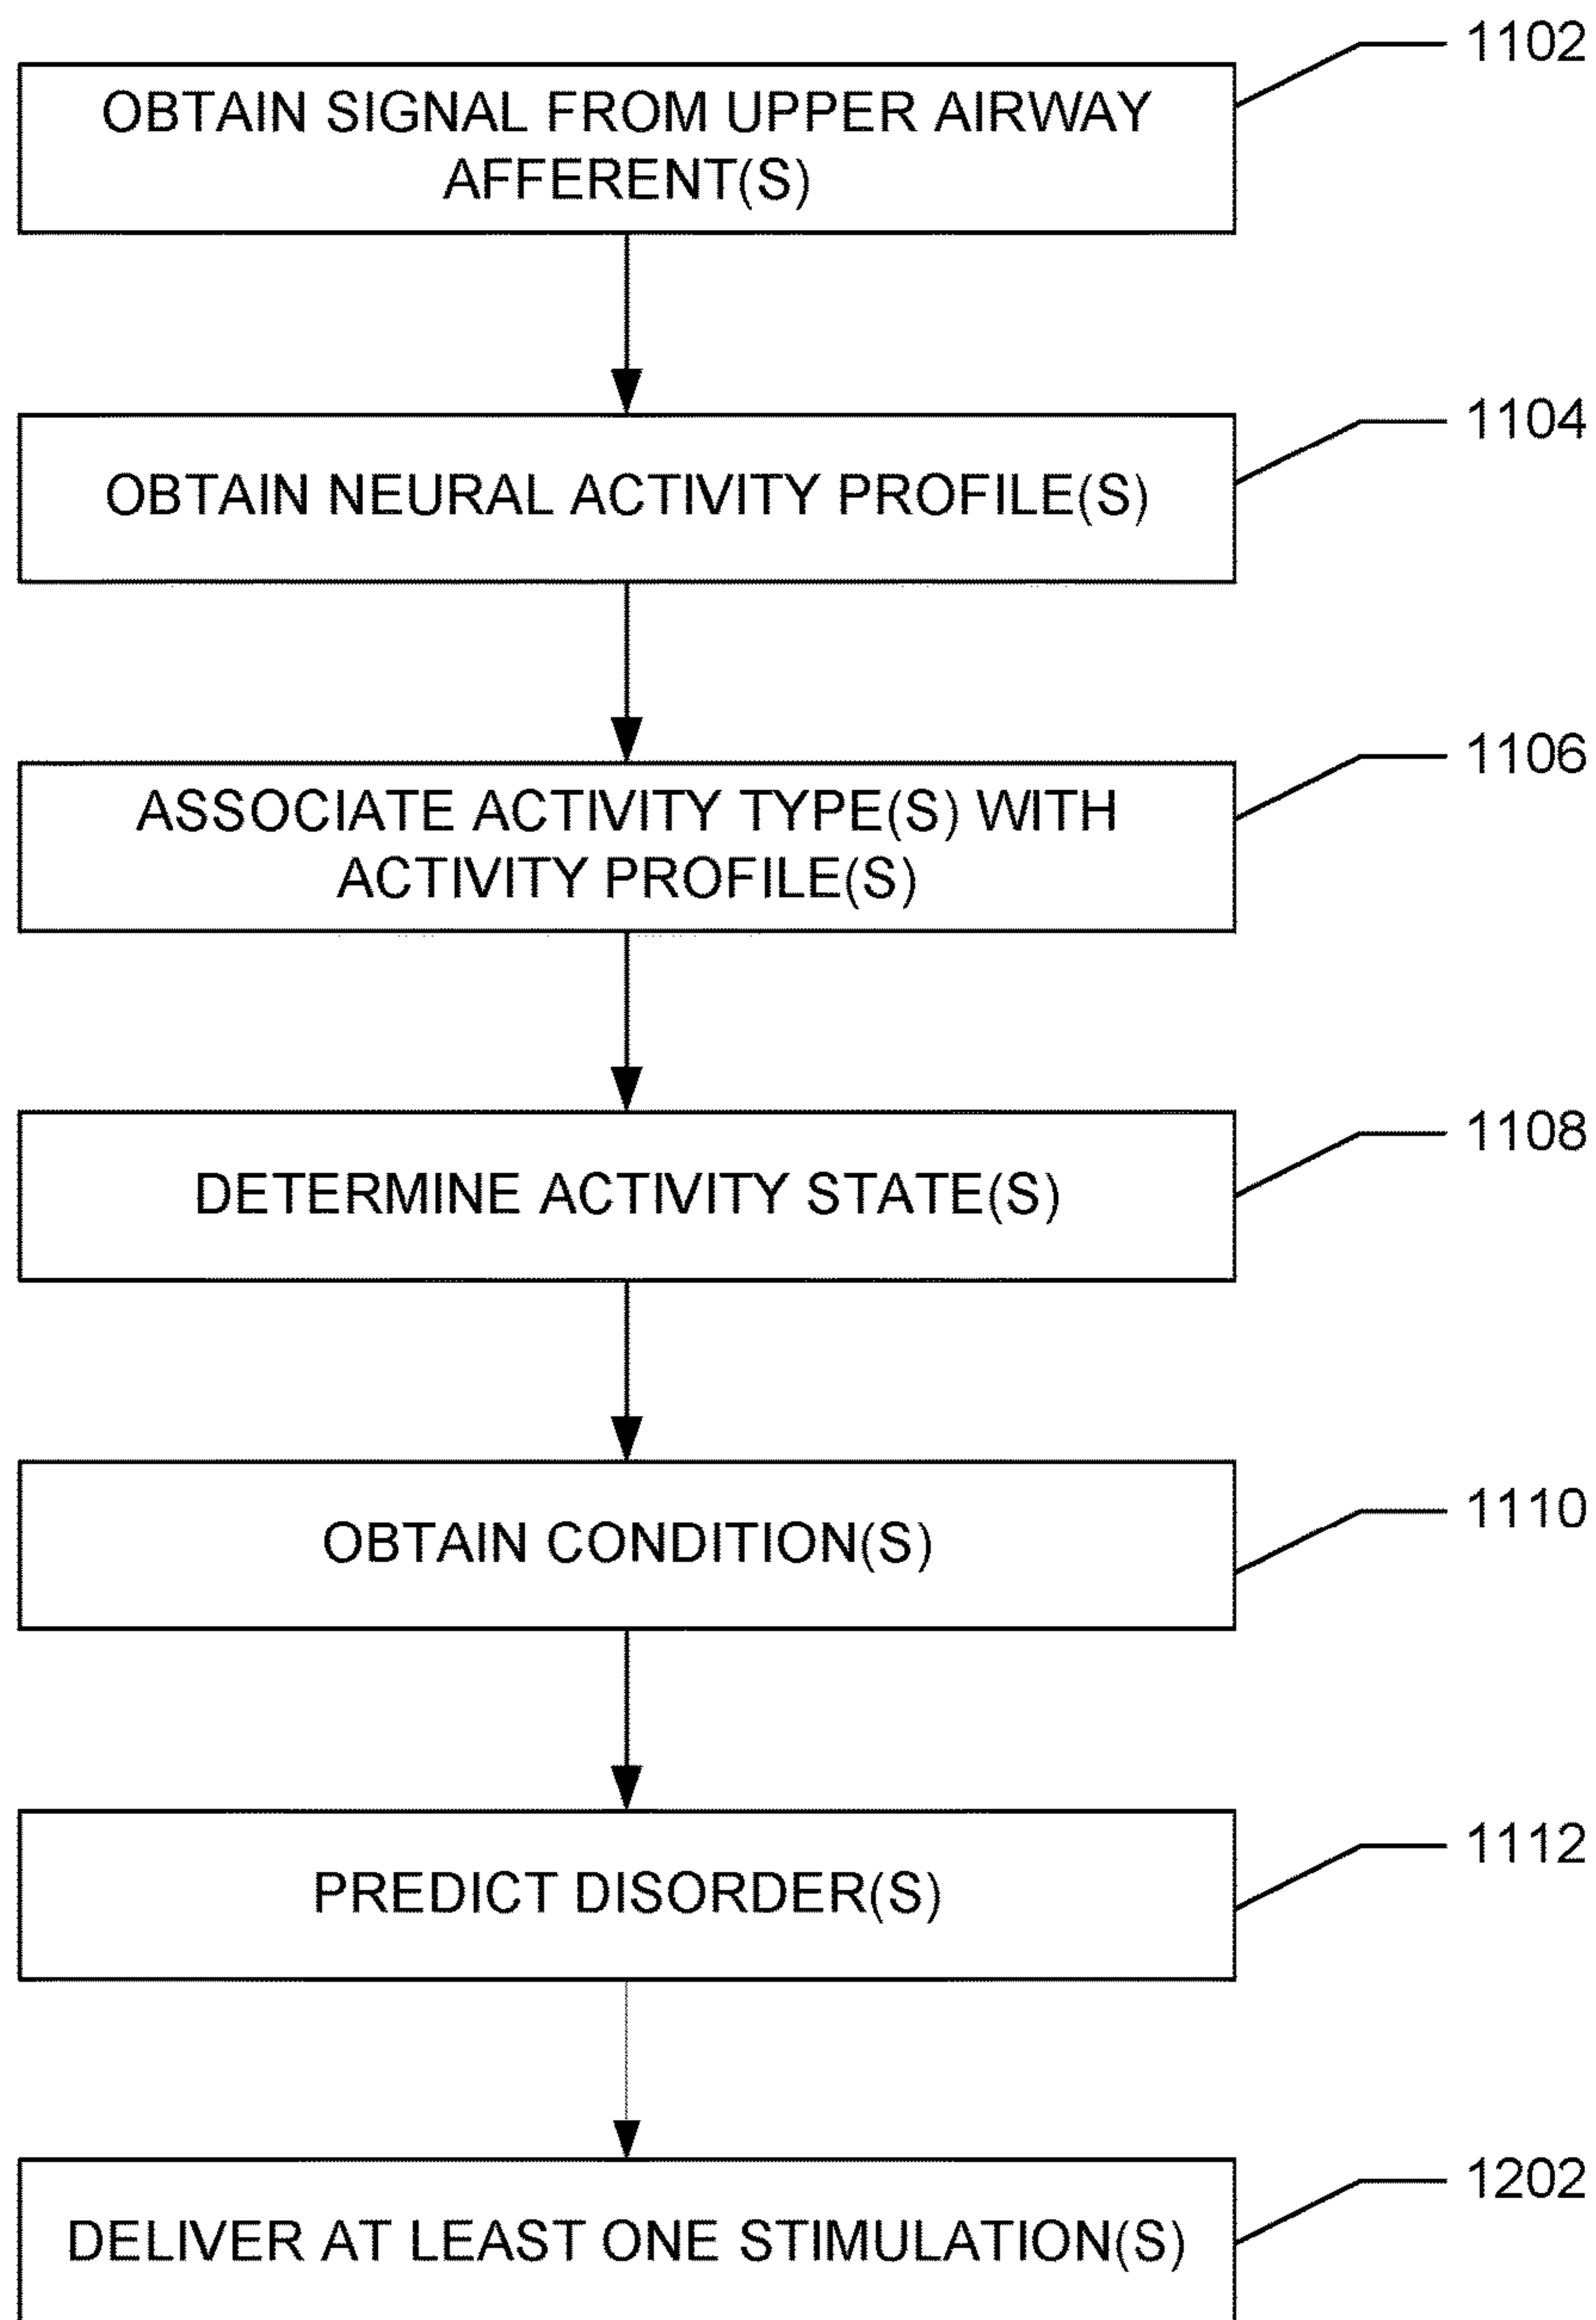 1102
OBTAIN SIGNAL FROM UPPER AIRWAY
AFFERENT(S)
1104
OBTAIN NEURAL ACTIVITY PROFILE(S)
1106
ASSOCIATE ACTIVITY TYPE(S) WITH
ACTIVITY PROFILE(S)
1108
DETERMINE ACTIVITY STATE(S)
1110
OBTAIN CONDITION(S)
1112
PREDICT DISORDER(S)
1202
DELIVER AT LEAST ONE STIMULATION(S)